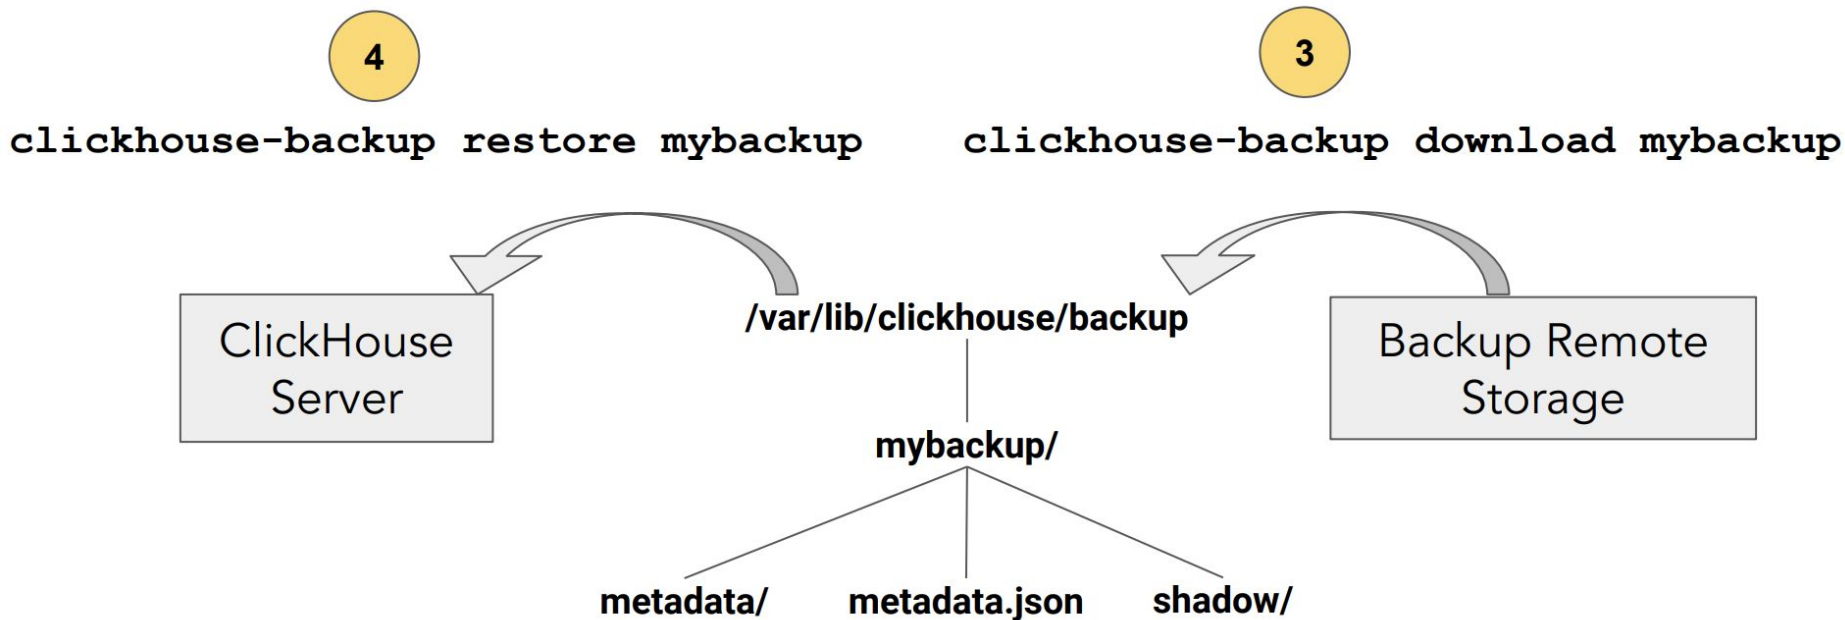 4
3
clickhouse-backup restore mybackup
clickhouse-backup download mybackup
/var/lib/clickhouse/backup
ClickHouse
Server
Backup Remote
Storage
mybackup/
metadata/
metadata.json
shadow/